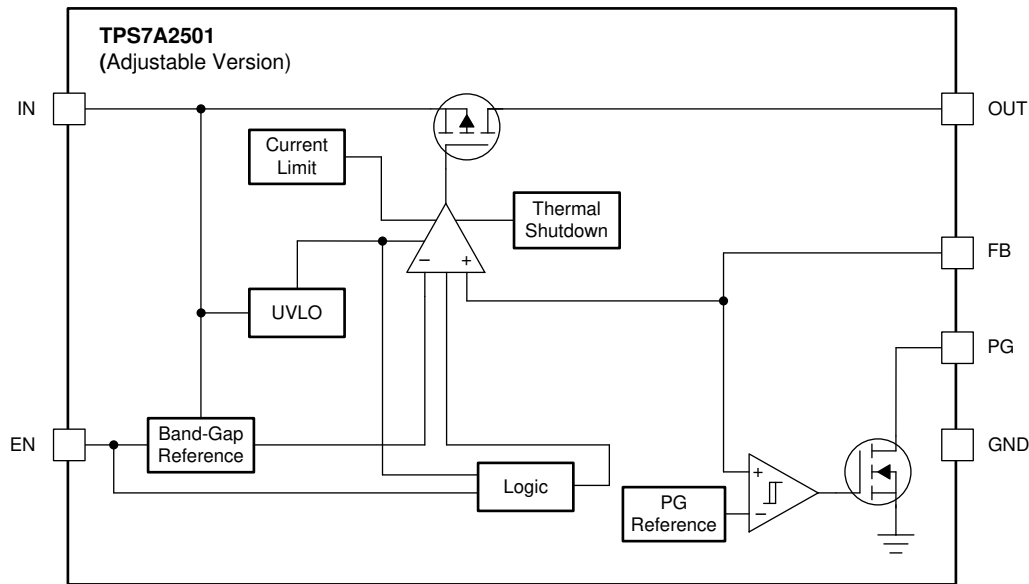 TPS7A2501
(Adjustable Version)
IN
OUT
Current
Limit
Thermal
Shutdown
− +
FB
UVLO
PG
EN
Band-Gap
Reference
GND
Logic
+
PG
Reference
−